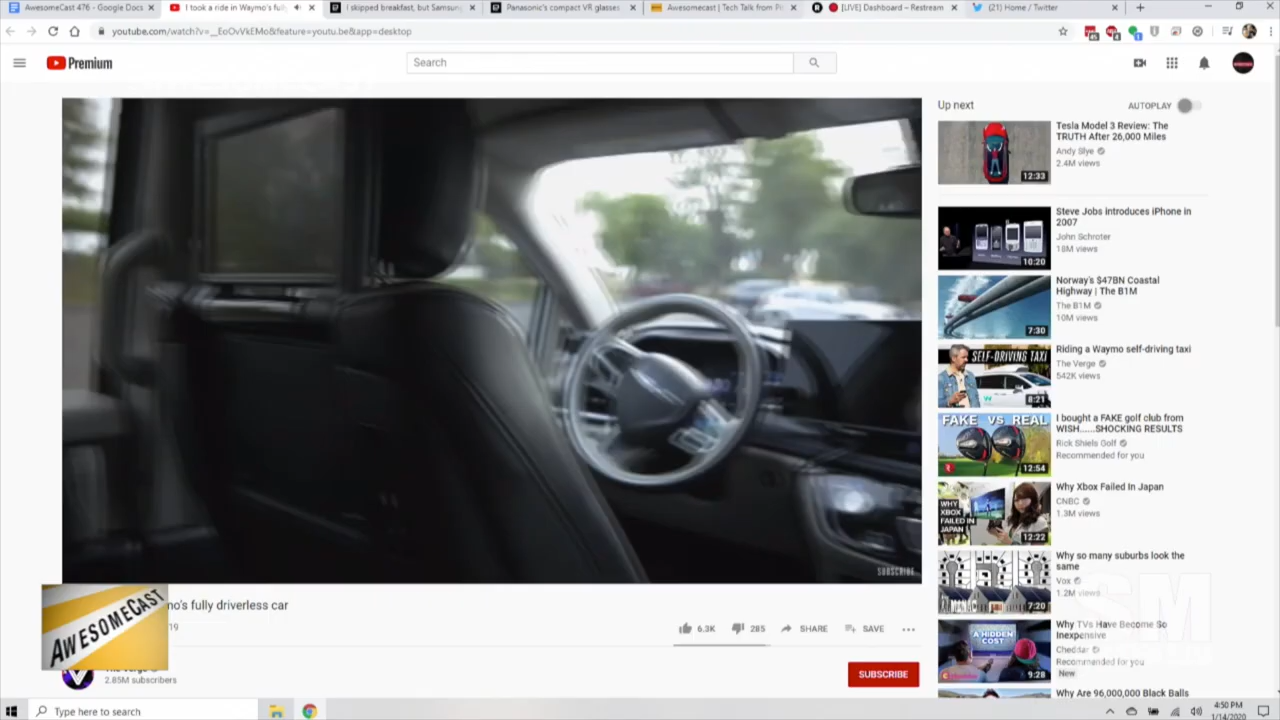 AwesomeCast 476 - Google Docs
I took a ride in Waymo's full
I skipped breakfast, but Samsung
Panasonic's compact VR glasses
Awesomecast | Tech Talk from Pi
[LIVE] Dashboard – Restream
(21) Home / Twitter
youtube.com/watch?v=__EoOvVkEMo&feature=youtu.be&app=desktop
Premium
Search
Up next
AUTOPLAY
Tesla Model 3 Review: The
TRUTH After 26,000 Miles
Andy Slye
2.4M views
12:33
Steve Jobs introduces iPhone in
2007
John Schroter
18M views
10:20
Norway's $47BN Coastal
Highway | The B1M
The B1M
10M views
7:30
Riding a Waymo self-driving taxi
The Verge
542K views
SELF-DRIVING TAXI
8:21
I bought a FAKE golf club from
WISH......SHOCKING RESULTS
Rick Shiels Golf
Recommended for you
FAKE VS REAL
12:54
Why Xbox Failed In Japan
CNBC
1.3M views
WHY
XBOX
FAILED IN
JAPAN
12:22
Why so many suburbs look the
same
Vox
1.2M views
7:20
Why TVs Have Become So
Inexpensive
Cheddar
Recommended for you
New
A HIDDEN
COST
9:28
Why Are 96,000,000 Black Balls
SUBSCRIBE
AWESOMECAST
mo's fully driverless car
19
6.3K
285
SHARE
SAVE
The Verge
2.85M subscribers
SUBSCRIBE
SM
Type here to search
4:50 PM
1/14/2020